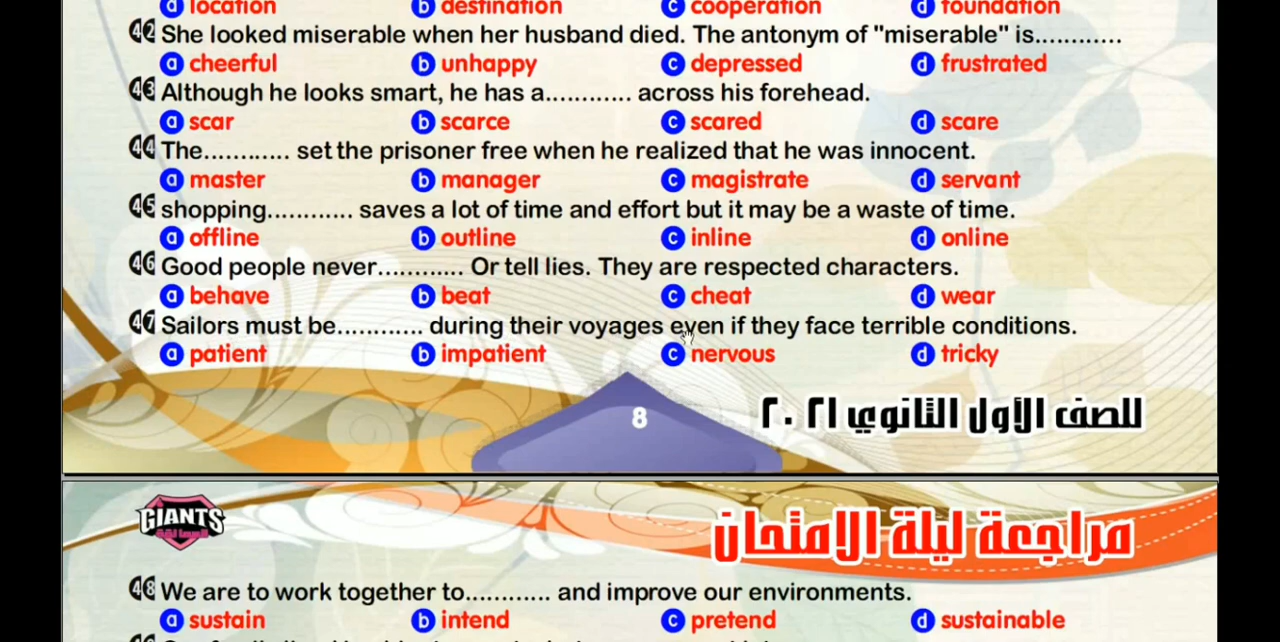 a location b destination c cooperation d foundation
42 She looked miserable when her husband died. The antonym of "miserable" is............
a cheerful b unhappy c depressed d frustrated
43 Although he looks smart, he has a............ across his forehead.
a scar b scarce c scared d scare
44 The............ set the prisoner free when he realized that he was innocent.
a master b manager c magistrate d servant
45 shopping............ saves a lot of time and effort but it may be a waste of time.
a offline b outline c inline d online
46 Good people never............ Or tell lies. They are respected characters.
a behave b beat c cheat d wear
47 Sailors must be............ during their voyages even if they face terrible conditions.
a patient b impatient c nervous d tricky
8
للصف الأول الثانوي ٢٠٢١
GIANTS
العمالقة
مراجعة ليلة الامتحان
48 We are to work together to............ and improve our environments.
a sustain b intend c pretend d sustainable